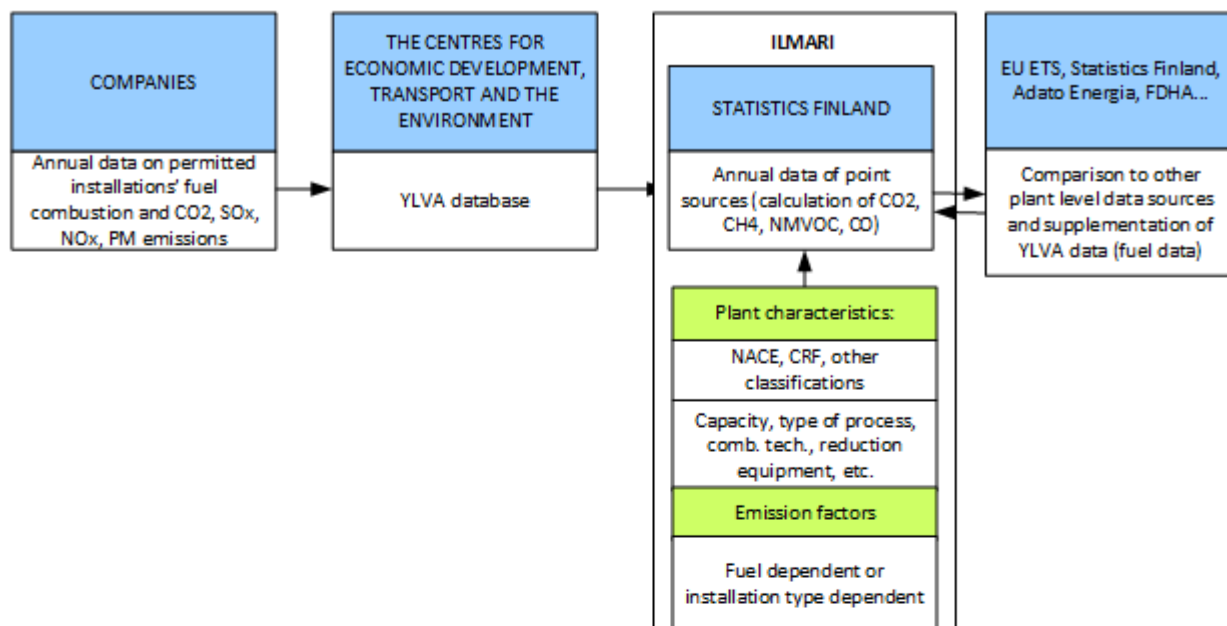 COMPANIES
Annual data on permitted
installations' fuel
combustion and CO2, SOx,
NOx, PM emissions
THE CENTRES FOR
ECONOMIC DEVELOPMENT,
TRANSPORT AND THE
ENVIRONMENT
YLVA database
ILMARI
STATISTICS FINLAND
Annual data of point
sources (calculation of CO2,
CH4, NMVOC, CO)
Plant characteristics:
NACE, CRF, other
classifications
Capacity, type of process,
comb. tech., reduction
equipment, etc.
Emission factors
Fuel dependent or
installation type dependent
EU ETS, Statistics Finland,
Adato Energia, FDHA...
Comparison to other
plant level data sources
and supplementation of
YLVA data (fuel data)